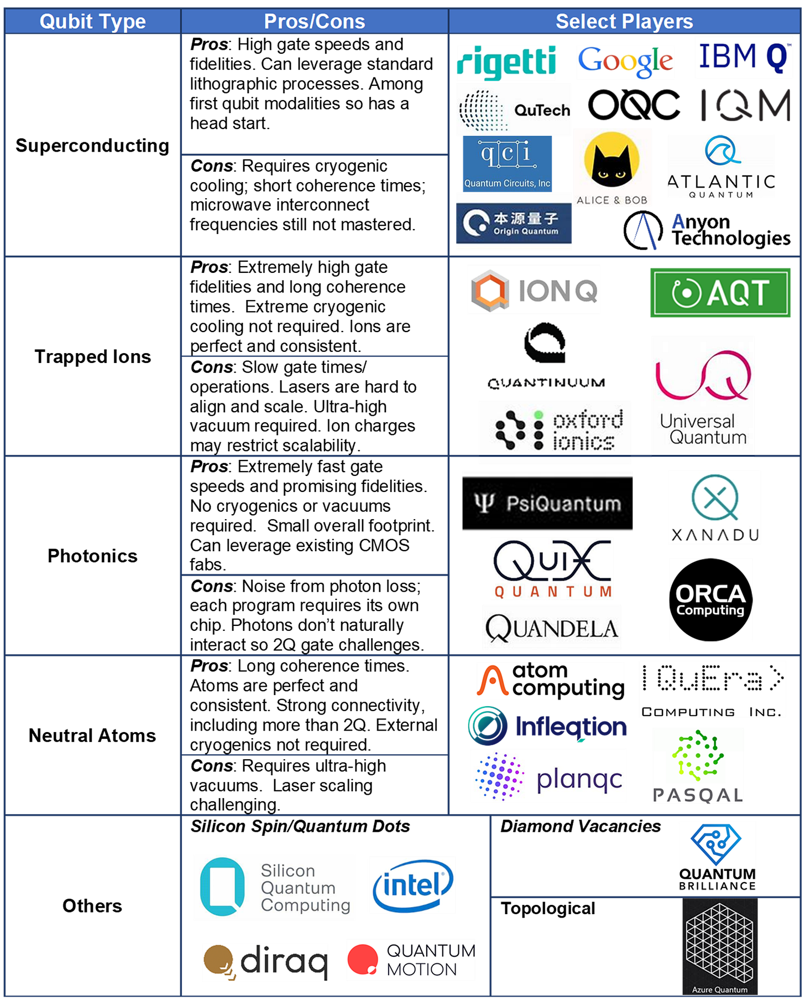 Qubit Type
Pros/Cons
Select Players
Superconducting
Pros: High gate speeds and
fidelities. Can leverage standard
lithographic processes. Among
first qubit modalities so has a
head start.
Cons: Requires cryogenic
cooling; short coherence times;
microwave interconnect
frequencies still not mastered.
rigetti
Google
IBM Q™
QuTech
OQC
IQM
qci
Quantum Circuits, Inc
ALICE & BOB
ATLANTIC
QUANTUM
本源量子
Origin Quantum
Anyon
Technologies
Trapped Ions
Pros: Extremely high gate
fidelities and long coherence
times.  Extreme cryogenic
cooling not required. Ions are
perfect and consistent.
Cons: Slow gate times/
operations. Lasers are hard to
align and scale. Ultra-high
vacuum required. Ion charges
may restrict scalability.
IONQ
AQT
QUANTINUUM
UQ
Universal
Quantum
oxford
ionics
Photonics
Pros: Extremely fast gate
speeds and promising fidelities.
No cryogenics or vacuums
required.  Small overall footprint.
Can leverage existing CMOS
fabs.
Cons: Noise from photon loss;
each program requires its own
chip. Photons don’t naturally
interact so 2Q gate challenges.
Ψ PsiQuantum
XANADU
QUIX
QUANTUM
ORCA
Computing
QUANDELA
Neutral Atoms
Pros: Long coherence times.
Atoms are perfect and
consistent. Strong connectivity,
including more than 2Q. External
cryogenics not required.
Cons: Requires ultra-high
vacuums.  Laser scaling
challenging.
atom
computing
|QuEra>
COMPUTING INC.
Infleqtion
planqc
PASQAL
Others
Silicon Spin/Quantum Dots
Silicon
Quantum
Computing
intel®
diraq
QUANTUM
MOTION
Diamond Vacancies
QUANTUM
BRILLIANCE
Topological
Azure Quantum